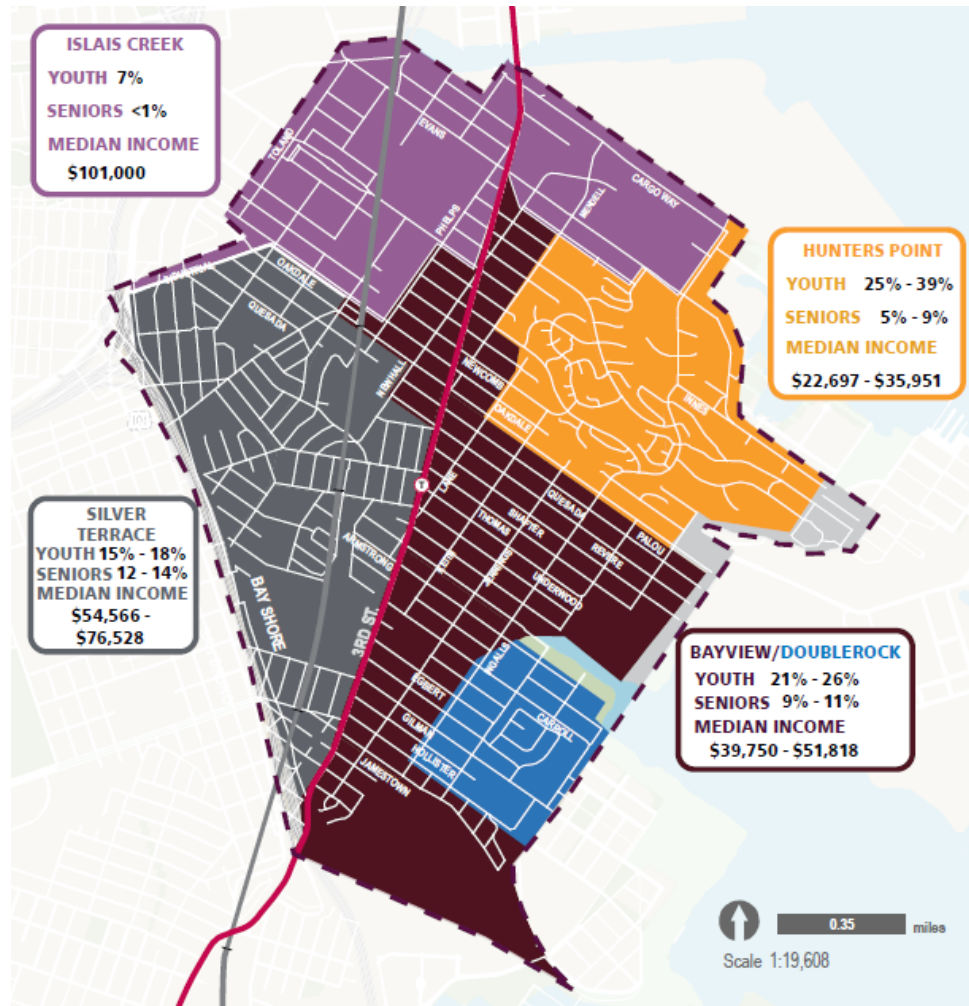 ISLAIS CREEK
YOUTH 7%
SENIORS <1%
MEDIAN INCOME
$101,000
TOLAND
EVANS
PHELPS
MENDELL
CARGO WAY
INDUSTRIAL
OAKDALE
QUESADA
NEWHALL
NEWCOMB
OAKDALE
INNES
HUNTERS POINT
YOUTH 25% - 39%
SENIORS 5% - 9%
MEDIAN INCOME
$22,697 - $35,951
101
SILVER
TERRACE
YOUTH 15% - 18%
SENIORS 12 - 14%
MEDIAN INCOME
$54,566 -
$76,528
BAY SHORE
ARMSTRONG
3RD ST.
T
LANE
KEITH
THOMAS
SHAFTER
JENNINGS
QUESADA
REVERE
PALOU
UNDERWOOD
INGALLS
EGBERT
GILMAN
HOLLISTER
CARROLL
JAMESTOWN
BAYVIEW/DOUBLEROCK
YOUTH 21% - 26%
SENIORS 9% - 11%
MEDIAN INCOME
$39,750 - $51,818
0.35 miles
Scale 1:19,608